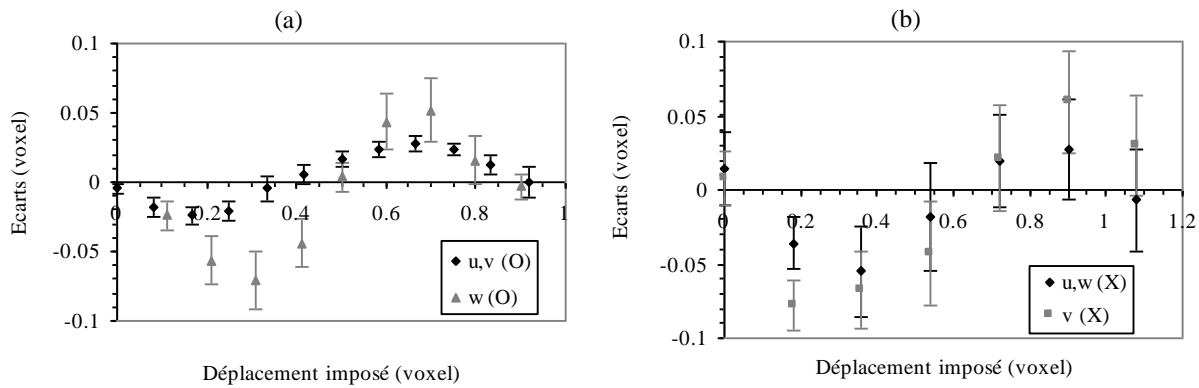 (a)
0.1
0.05
0
-0.05
-0.1
0 0.2 0.4 0.6 0.8 1
Ecarts (voxel)
Déplacement imposé (voxel)
u,v (O)
w (O)
(b)
0.1
0.05
0
-0.05
-0.1
0 0.2 0.4 0.6 0.8 1 1.2
Ecarts (voxel)
Déplacement imposé (voxel)
u,w (X)
v (X)